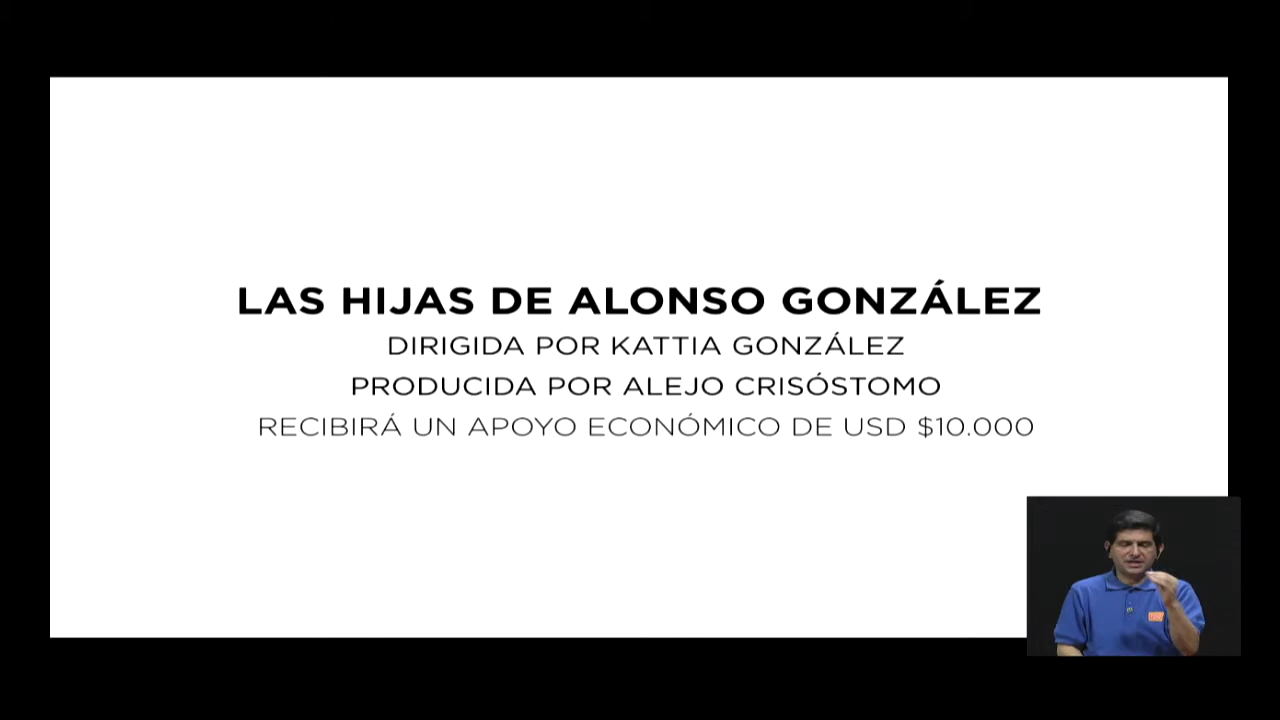 LAS HIJAS DE ALONSO GONZÁLEZ
DIRIGIDA POR KATTIA GONZÁLEZ
PRODUCIDA POR ALEJO CRISÓSTOMO
RECIBIRÁ UN APOYO ECONÓMICO DE USD $10.000